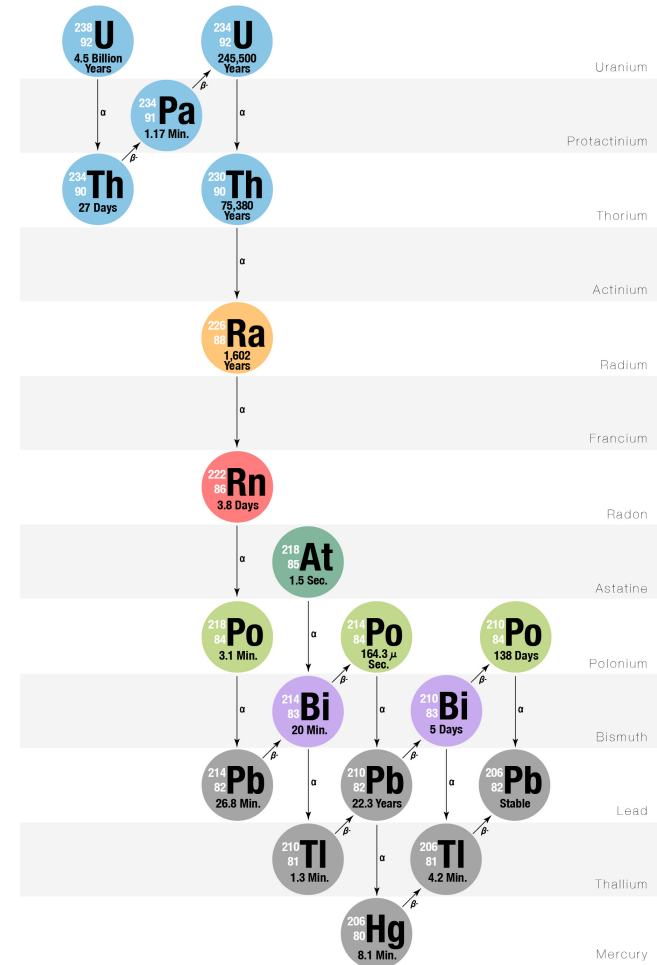 238
92 U
4.5 Billion
Years
234
92 U
245,500
Years
Uranium
β-
α
α
234
91 Pa
1.17 Min.
Protactinium
β-
234
90 Th
27 Days
230
90 Th
75,380
Years
Thorium
α
Actinium
226
88 Ra
1,602
Years
Radium
α
Francium
222
86 Rn
3.8 Days
Radon
α
218
85 At
1.5 Sec.
Astatine
218
84 Po
3.1 Min.
α
214
84 Po
164.3 μ
Sec.
210
84 Po
138 Days
Polonium
β-
β-
α
214
83 Bi
20 Min.
α
210
83 Bi
5 Days
α
Bismuth
β-
β-
214
82 Pb
26.8 Min.
α
210
82 Pb
22.3 Years
α
206
82 Pb
Stable
Lead
β-
β-
210
81 Tl
1.3 Min.
α
206
81 Tl
4.2 Min.
Thallium
β-
206
80 Hg
8.1 Min.
Mercury